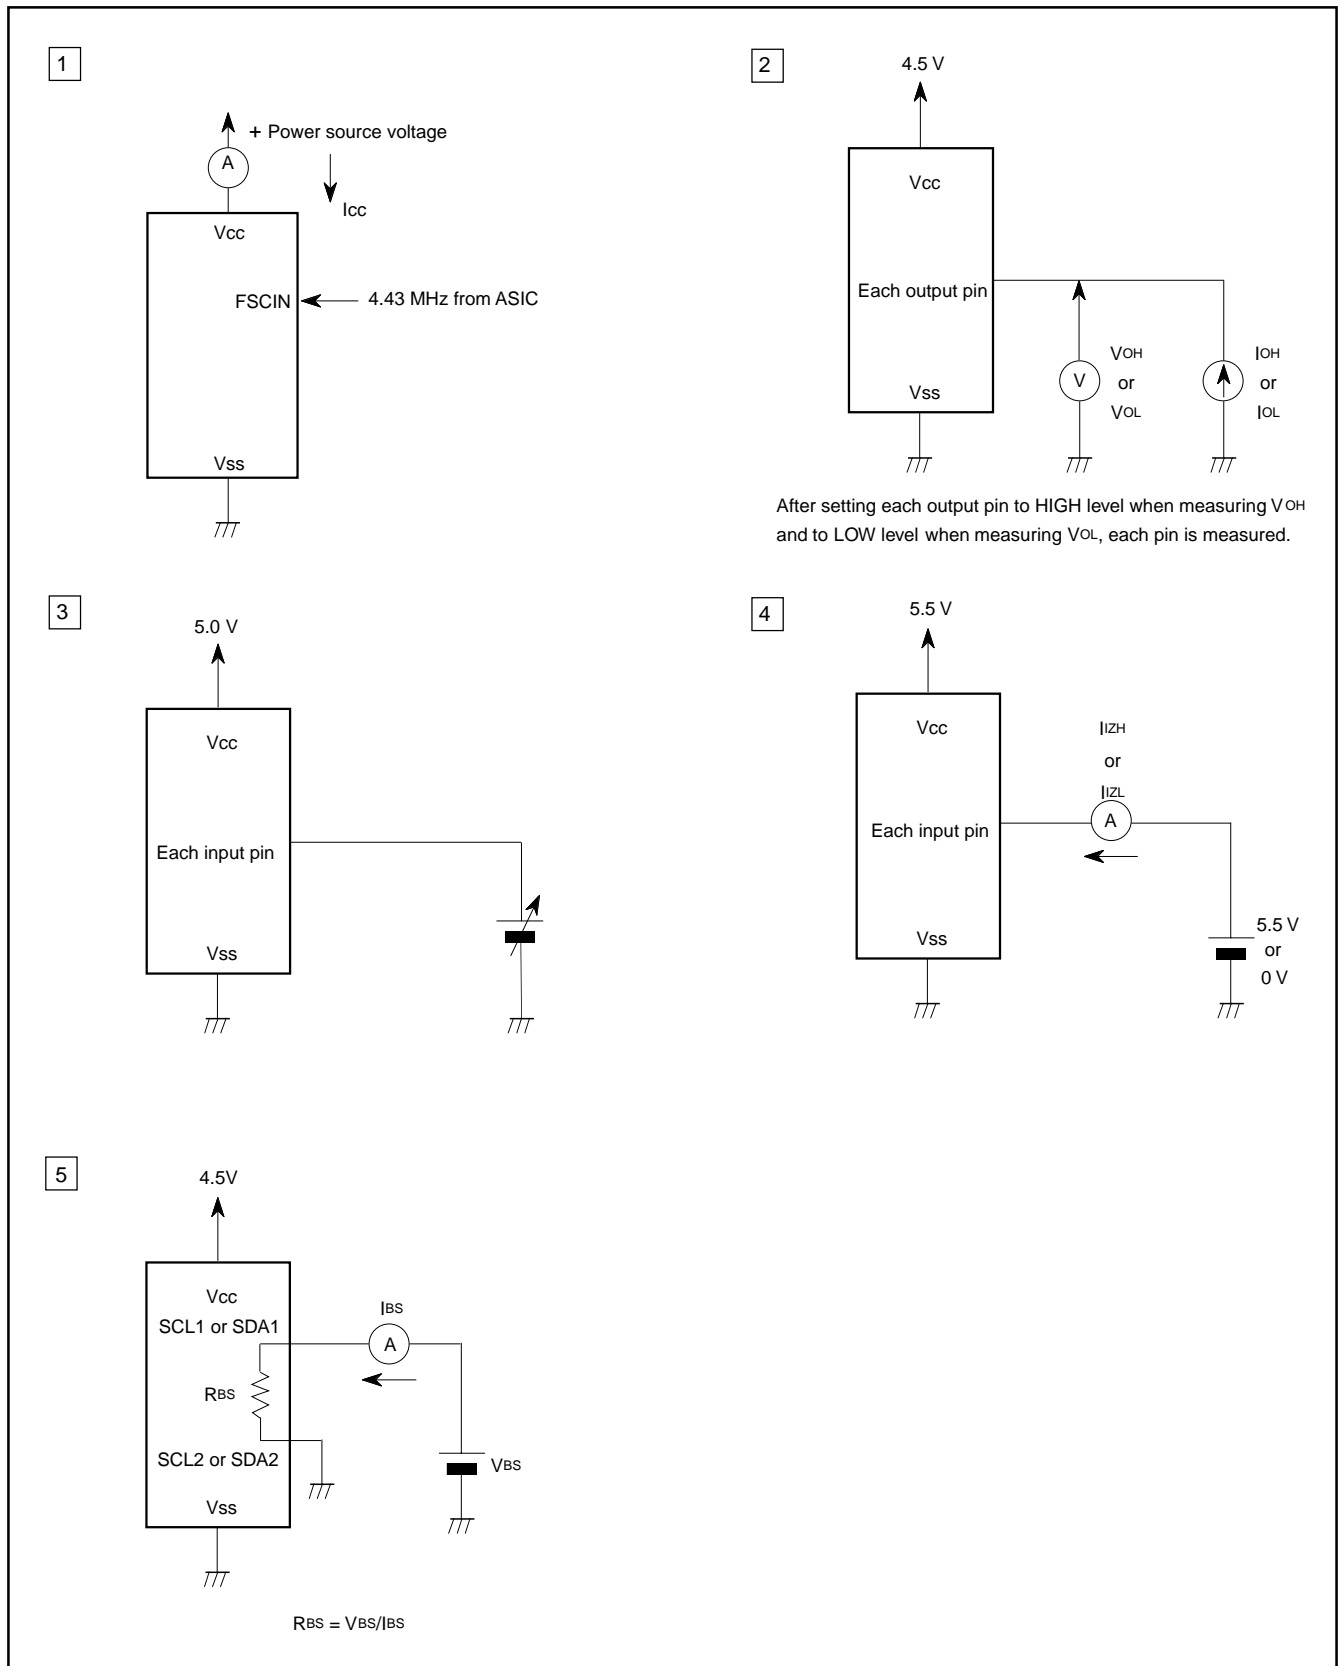 1
+ Power source voltage
A
Icc
Vcc
FSCIN
4.43 MHz from ASIC
Vss
2
4.5 V
Vcc
Each output pin
VOH
or
VOL
V
IOH
or
IOL
Vss
After setting each output pin to HIGH level when measuring VOH
and to LOW level when measuring VOL, each pin is measured.
3
5.0 V
Vcc
Each input pin
Vss
4
5.5 V
Vcc
IIZH
or
IIZL
Each input pin
A
Vss
5.5 V
or
0 V
5
4.5V
Vcc
SCL1 or SDA1
IBS
A
RBS
SCL2 or SDA2
VBS
Vss
RBS = VBS/IBS